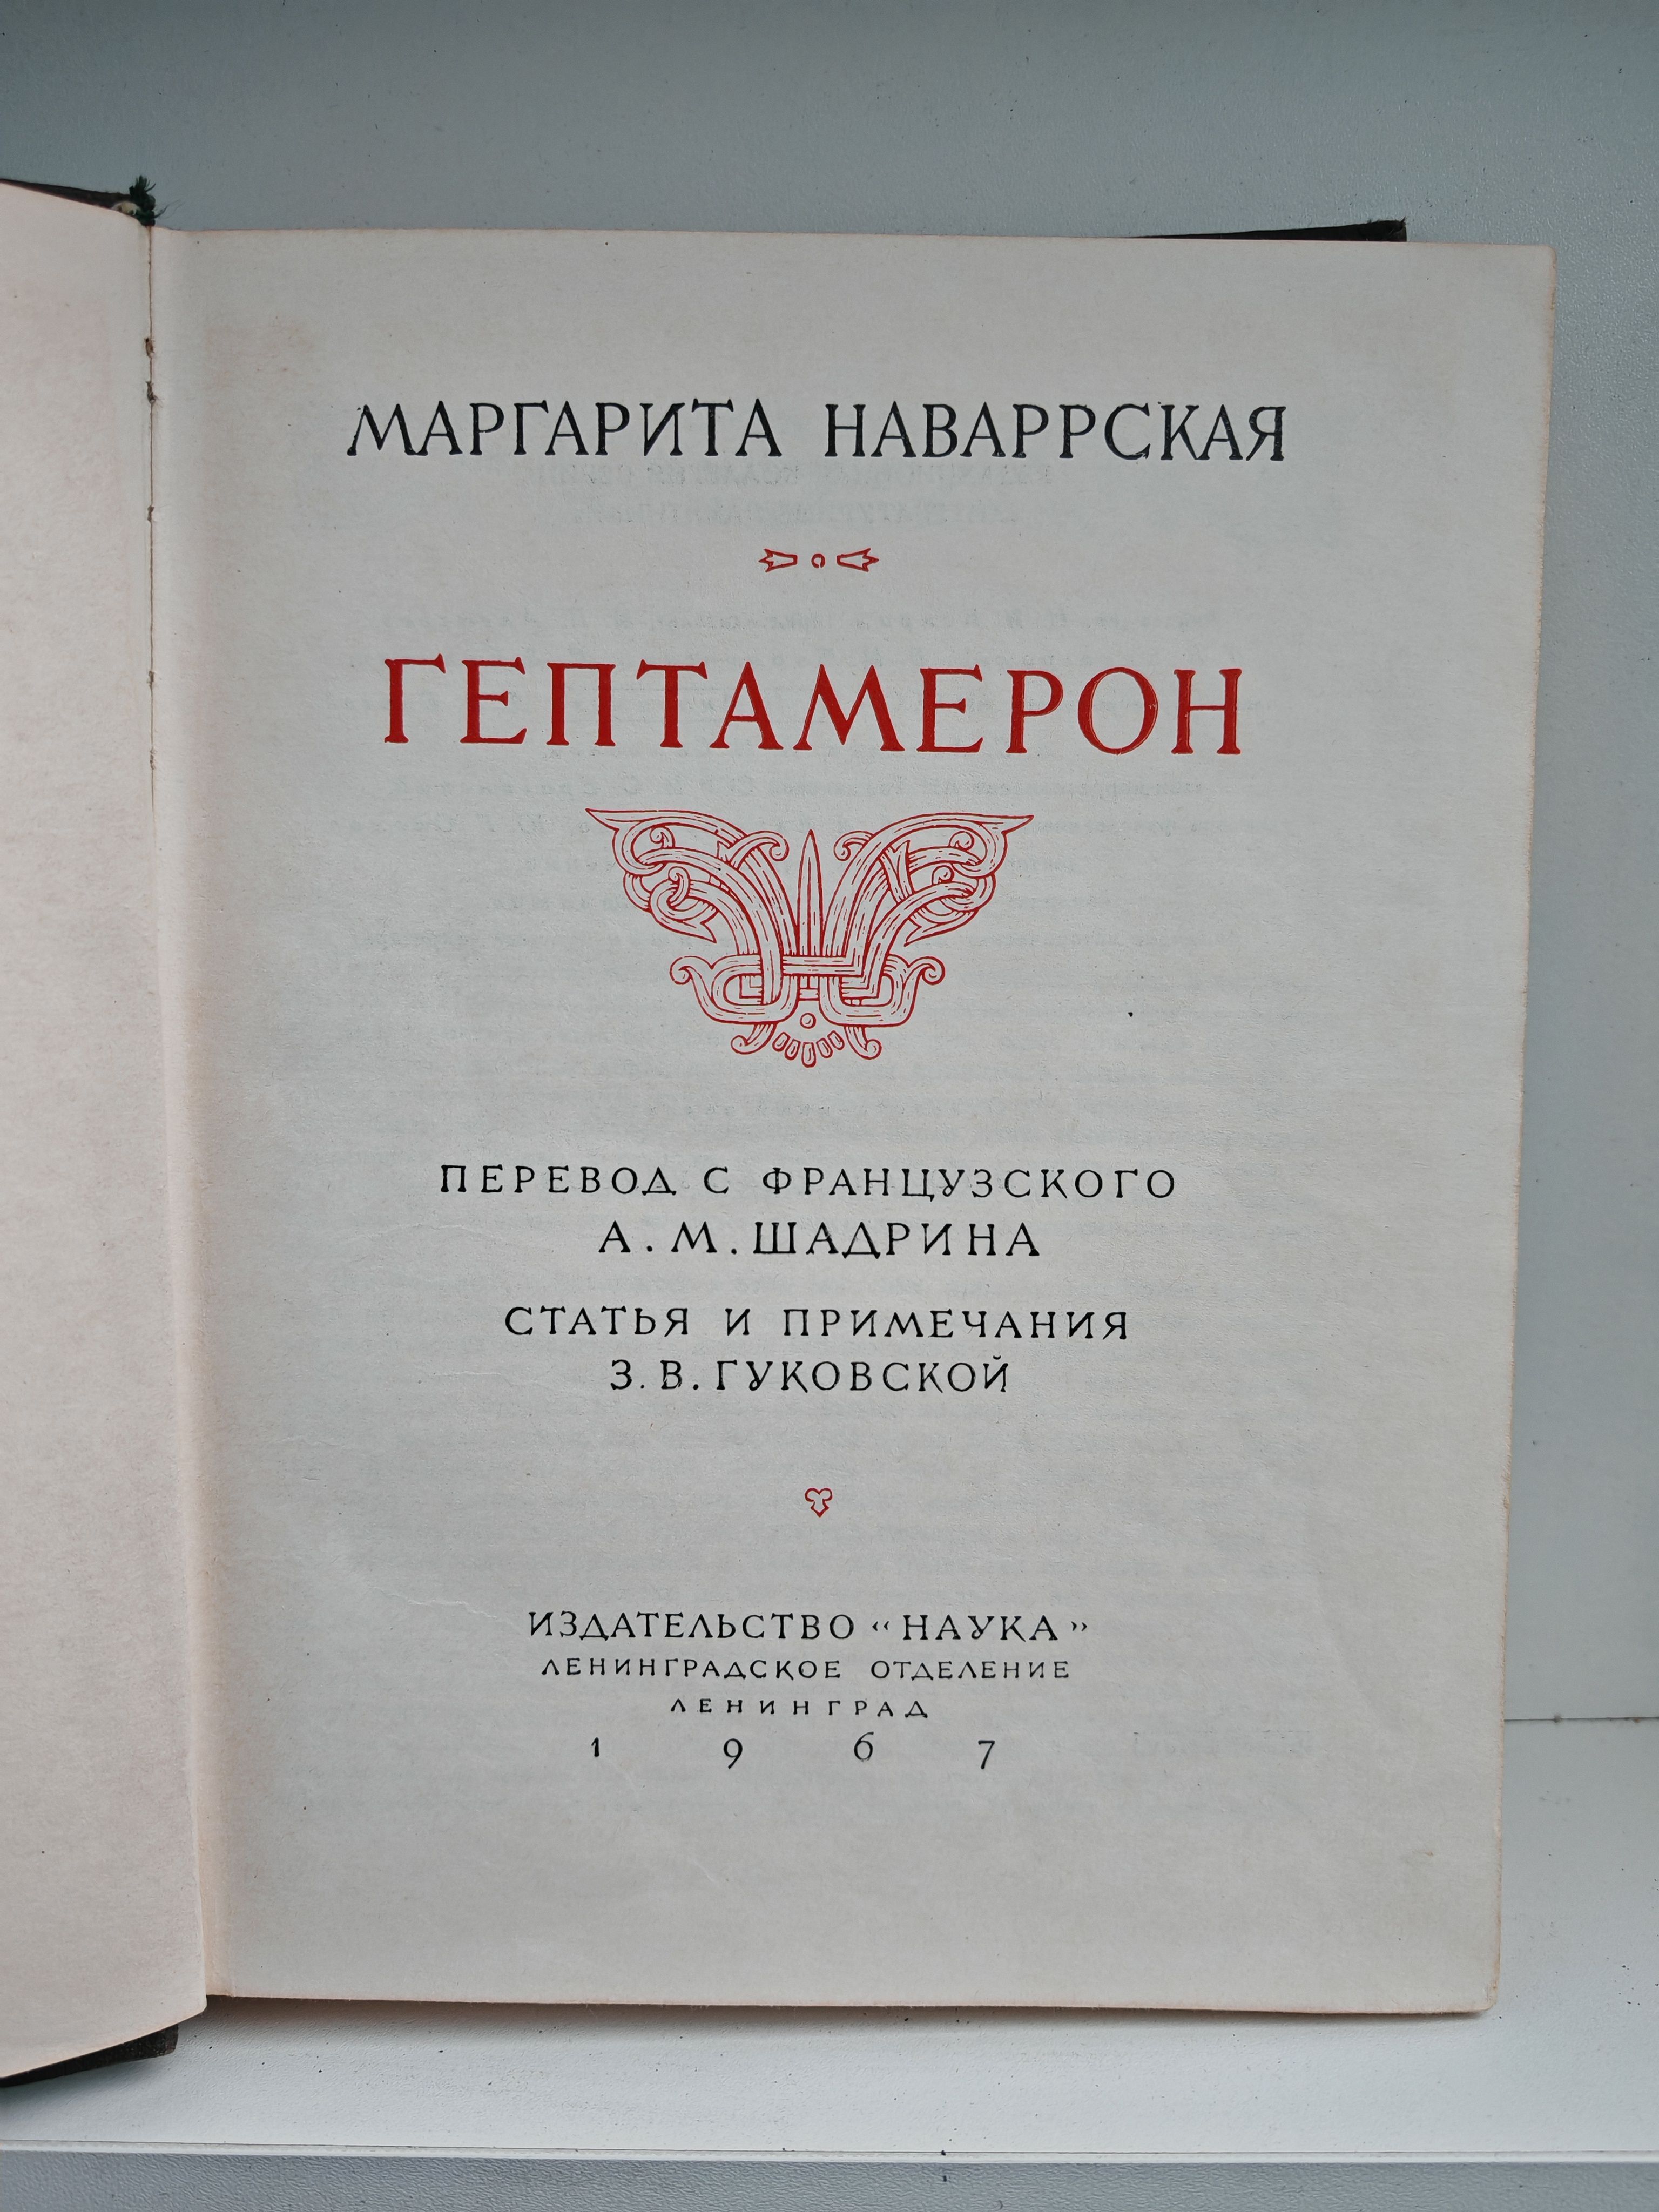 МАРГАРИТА НАВАРРСКАЯ
ГЕПТАМЕРОН
ПЕРЕВОД С ФРАНЦУЗСКОГО
А. М. ШАДРИНА
СТАТЬЯ И ПРИМЕЧАНИЯ
З. В. ГУКОВСКОЙ
ИЗДАТЕЛЬСТВО «НАУКА»
ЛЕНИНГРАДСКОЕ ОТДЕЛЕНИЕ
ЛЕНИНГРАД
1967